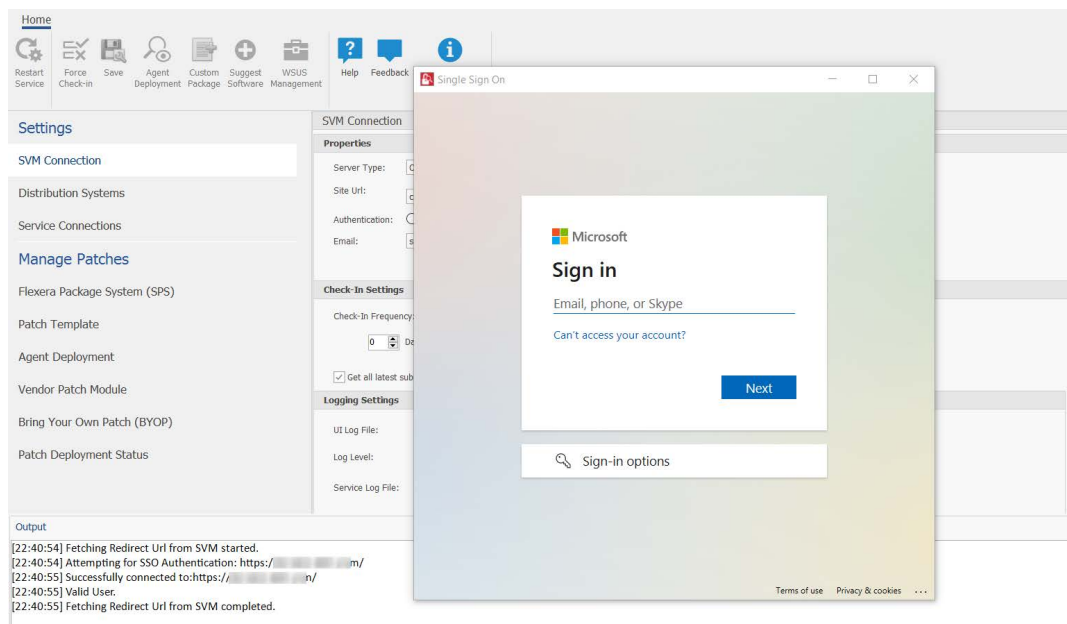 Home
Restart Service
Force Check-in
Save
Agent Deployment
Custom Package
Suggest Software
WSUS Management
Help
Feedback
Settings
SVM Connection
Distribution Systems
Service Connections
Manage Patches
Flexera Package System (SPS)
Patch Template
Agent Deployment
Vendor Patch Module
Bring Your Own Patch (BYOP)
Patch Deployment Status
SVM Connection
Properties
Server Type:
Site Url:
Authentication:
Email:
Check-In Settings
Check-In Frequency:
0
Get all latest
Logging Settings
UI Log File:
Log Level:
Service Log File:
Single Sign On
Microsoft
Sign in
Email, phone, or Skype
Can't access your account?
Next
Sign-in options
Terms of use Privacy & cookies ...
Output
[22:40:54] Fetching Redirect Url from SVM started.
[22:40:54] Attempting for SSO Authentication: https:/ m/
[22:40:55] Successfully connected to:https:/ n/
[22:40:55] Valid User.
[22:40:55] Fetching Redirect Url from SVM completed.